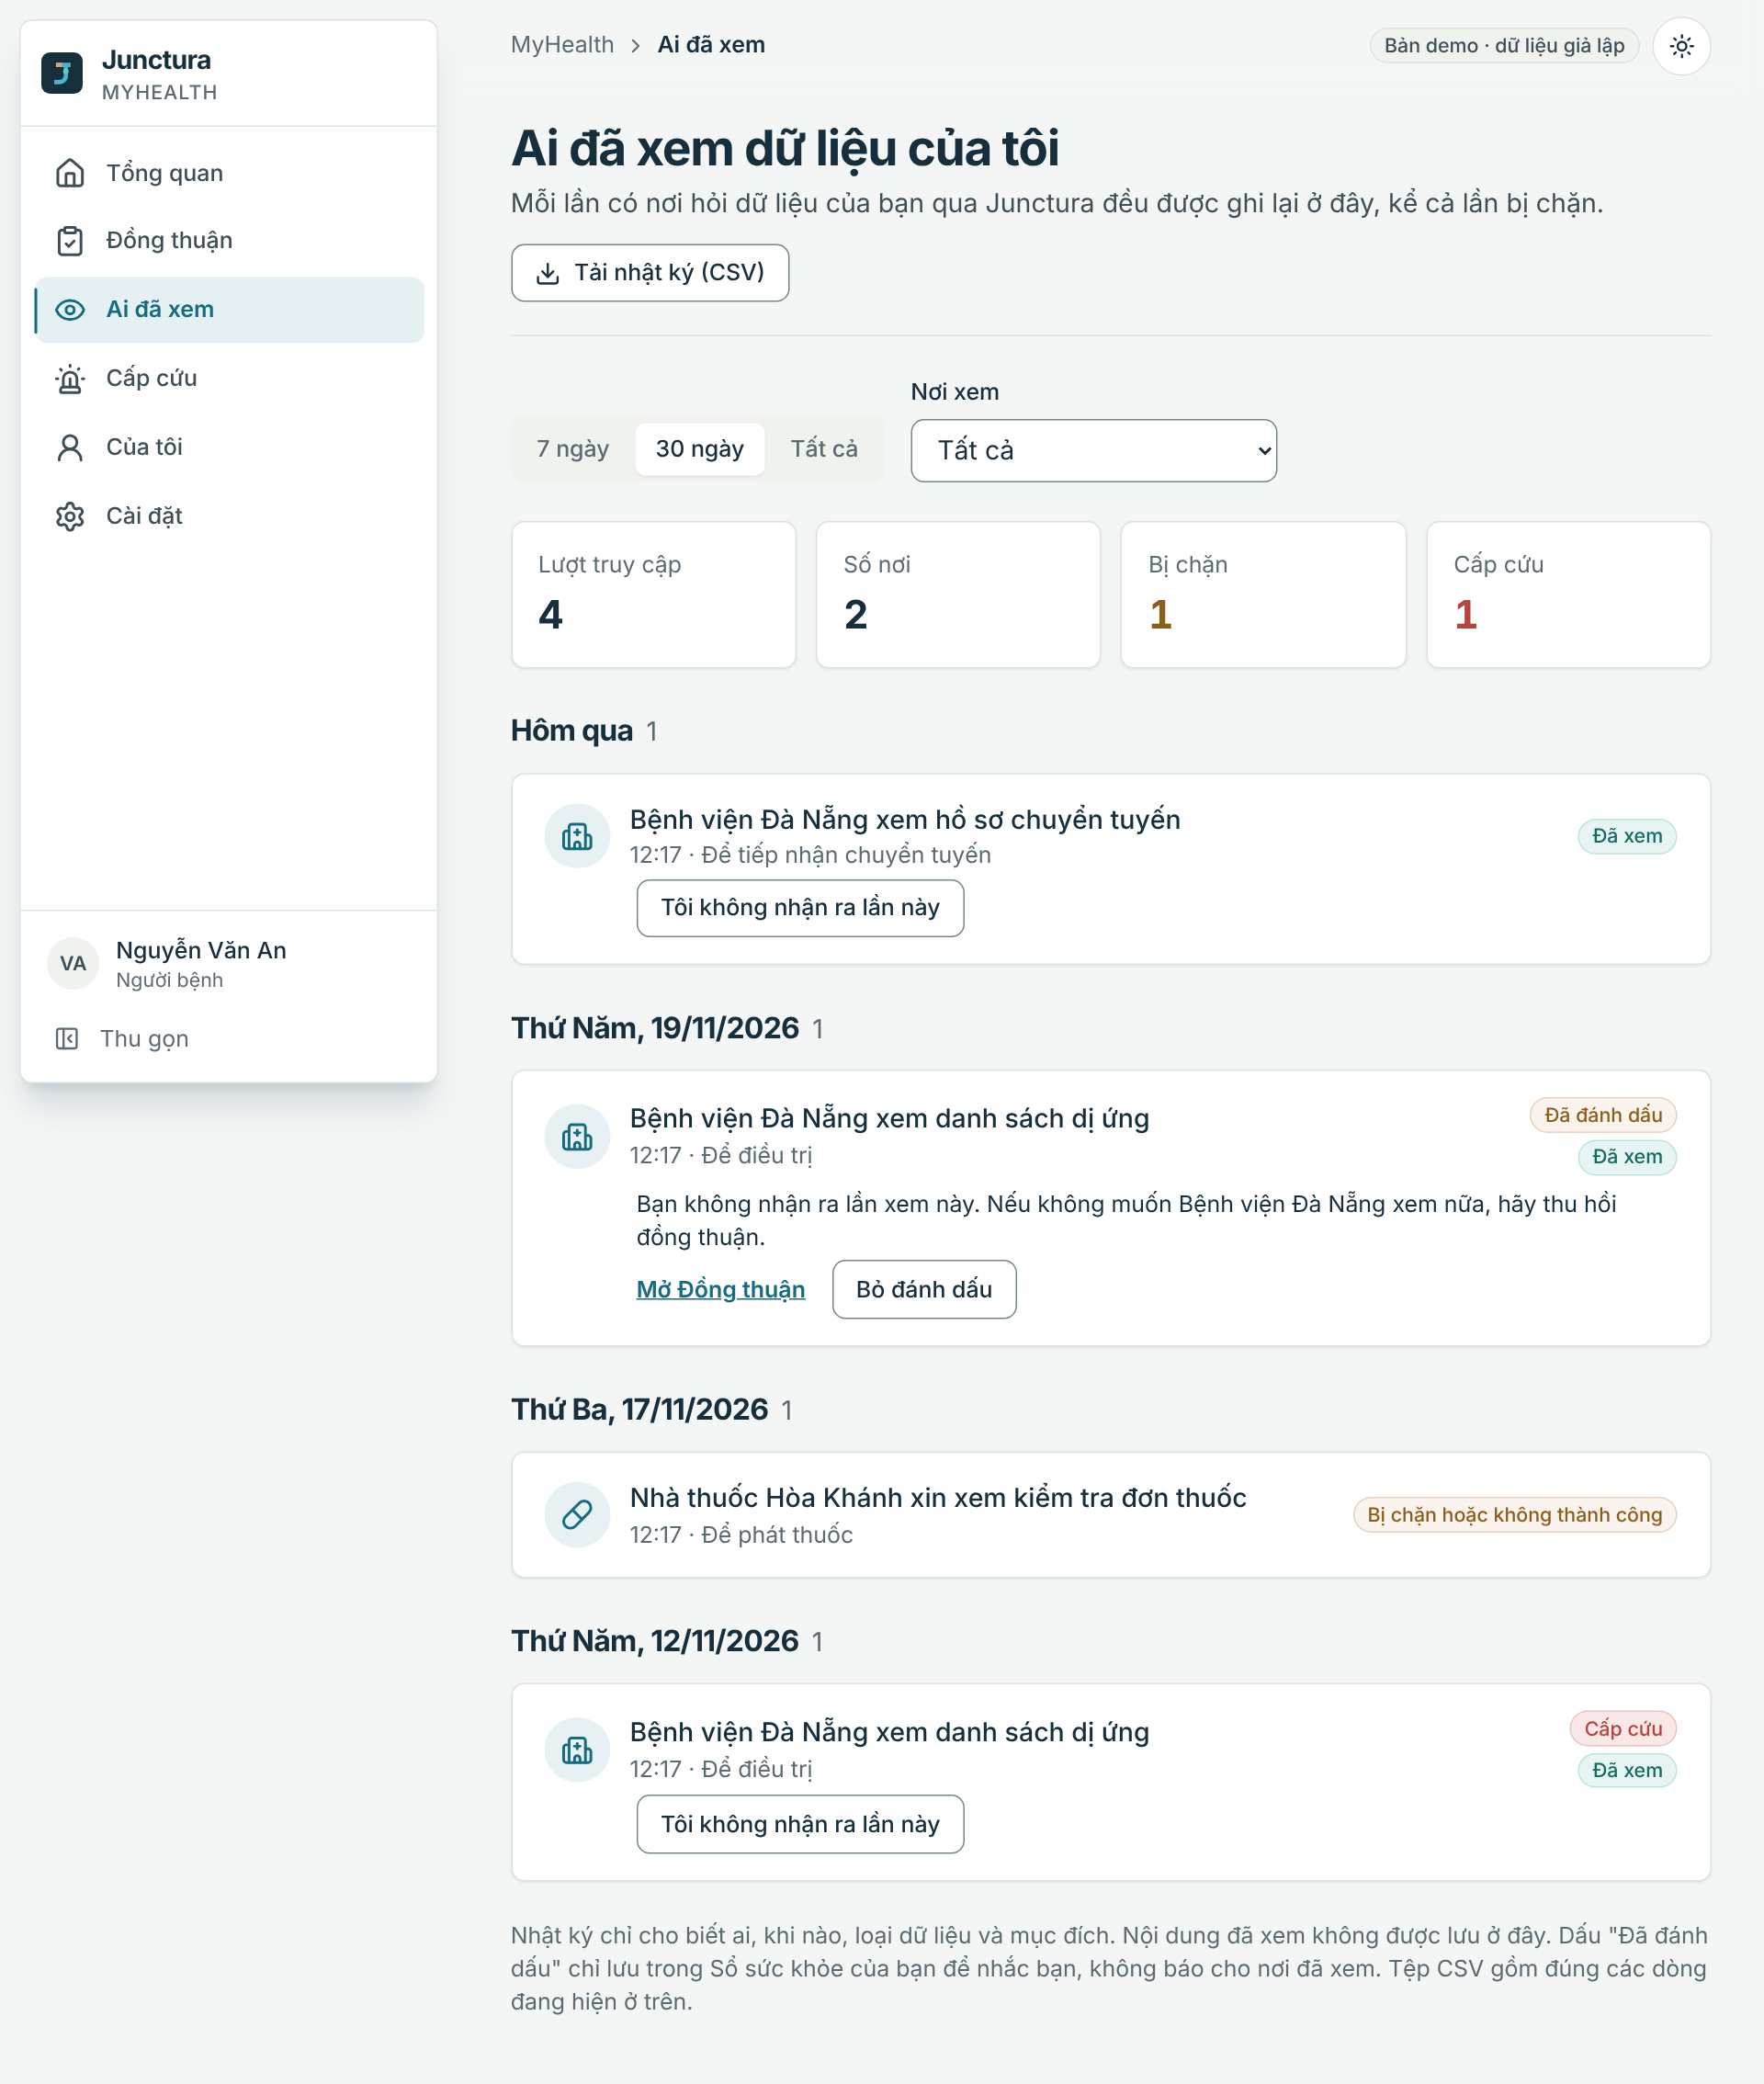 Junctura
MYHEALTH
Tổng quan
Đồng thuận
Ai đã xem
Cấp cứu
Của tôi
Cài đặt
VA
Nguyễn Văn An
Người bệnh
Thu gọn
MyHealth > Ai đã xem
Bản demo · dữ liệu giả lập
Ai đã xem dữ liệu của tôi
Mỗi lần có nơi hỏi dữ liệu của bạn qua Junctura đều được ghi lại ở đây, kể cả lần bị chặn.
Tải nhật ký (CSV)
7 ngày
30 ngày
Tất cả
Nơi xem
Tất cả
Lượt truy cập
4
Số nơi
2
Bị chặn
1
Cấp cứu
1
Hôm qua 1
Bệnh viện Đà Nẵng xem hồ sơ chuyển tuyến
12:17 · Để tiếp nhận chuyển tuyến
Đã xem
Tôi không nhận ra lần này
Thứ Năm, 19/11/2026 1
Bệnh viện Đà Nẵng xem danh sách dị ứng
12:17 · Để điều trị
Đã đánh dấu
Đã xem
Bạn không nhận ra lần xem này. Nếu không muốn Bệnh viện Đà Nẵng xem nữa, hãy thu hồi
đồng thuận.
Mở Đồng thuận
Bỏ đánh dấu
Thứ Ba, 17/11/2026 1
Nhà thuốc Hòa Khánh xin xem kiểm tra đơn thuốc
12:17 · Để phát thuốc
Bị chặn hoặc không thành công
Thứ Năm, 12/11/2026 1
Bệnh viện Đà Nẵng xem danh sách dị ứng
12:17 · Để điều trị
Cấp cứu
Đã xem
Tôi không nhận ra lần này
Nhật ký chỉ cho biết ai, khi nào, loại dữ liệu và mục đích. Nội dung đã xem không được lưu ở đây. Dấu "Đã đánh
dấu" chỉ lưu trong Sổ sức khỏe của bạn để nhắc bạn, không báo cho nơi đã xem. Tệp CSV gồm đúng các dòng
đang hiện ở trên.